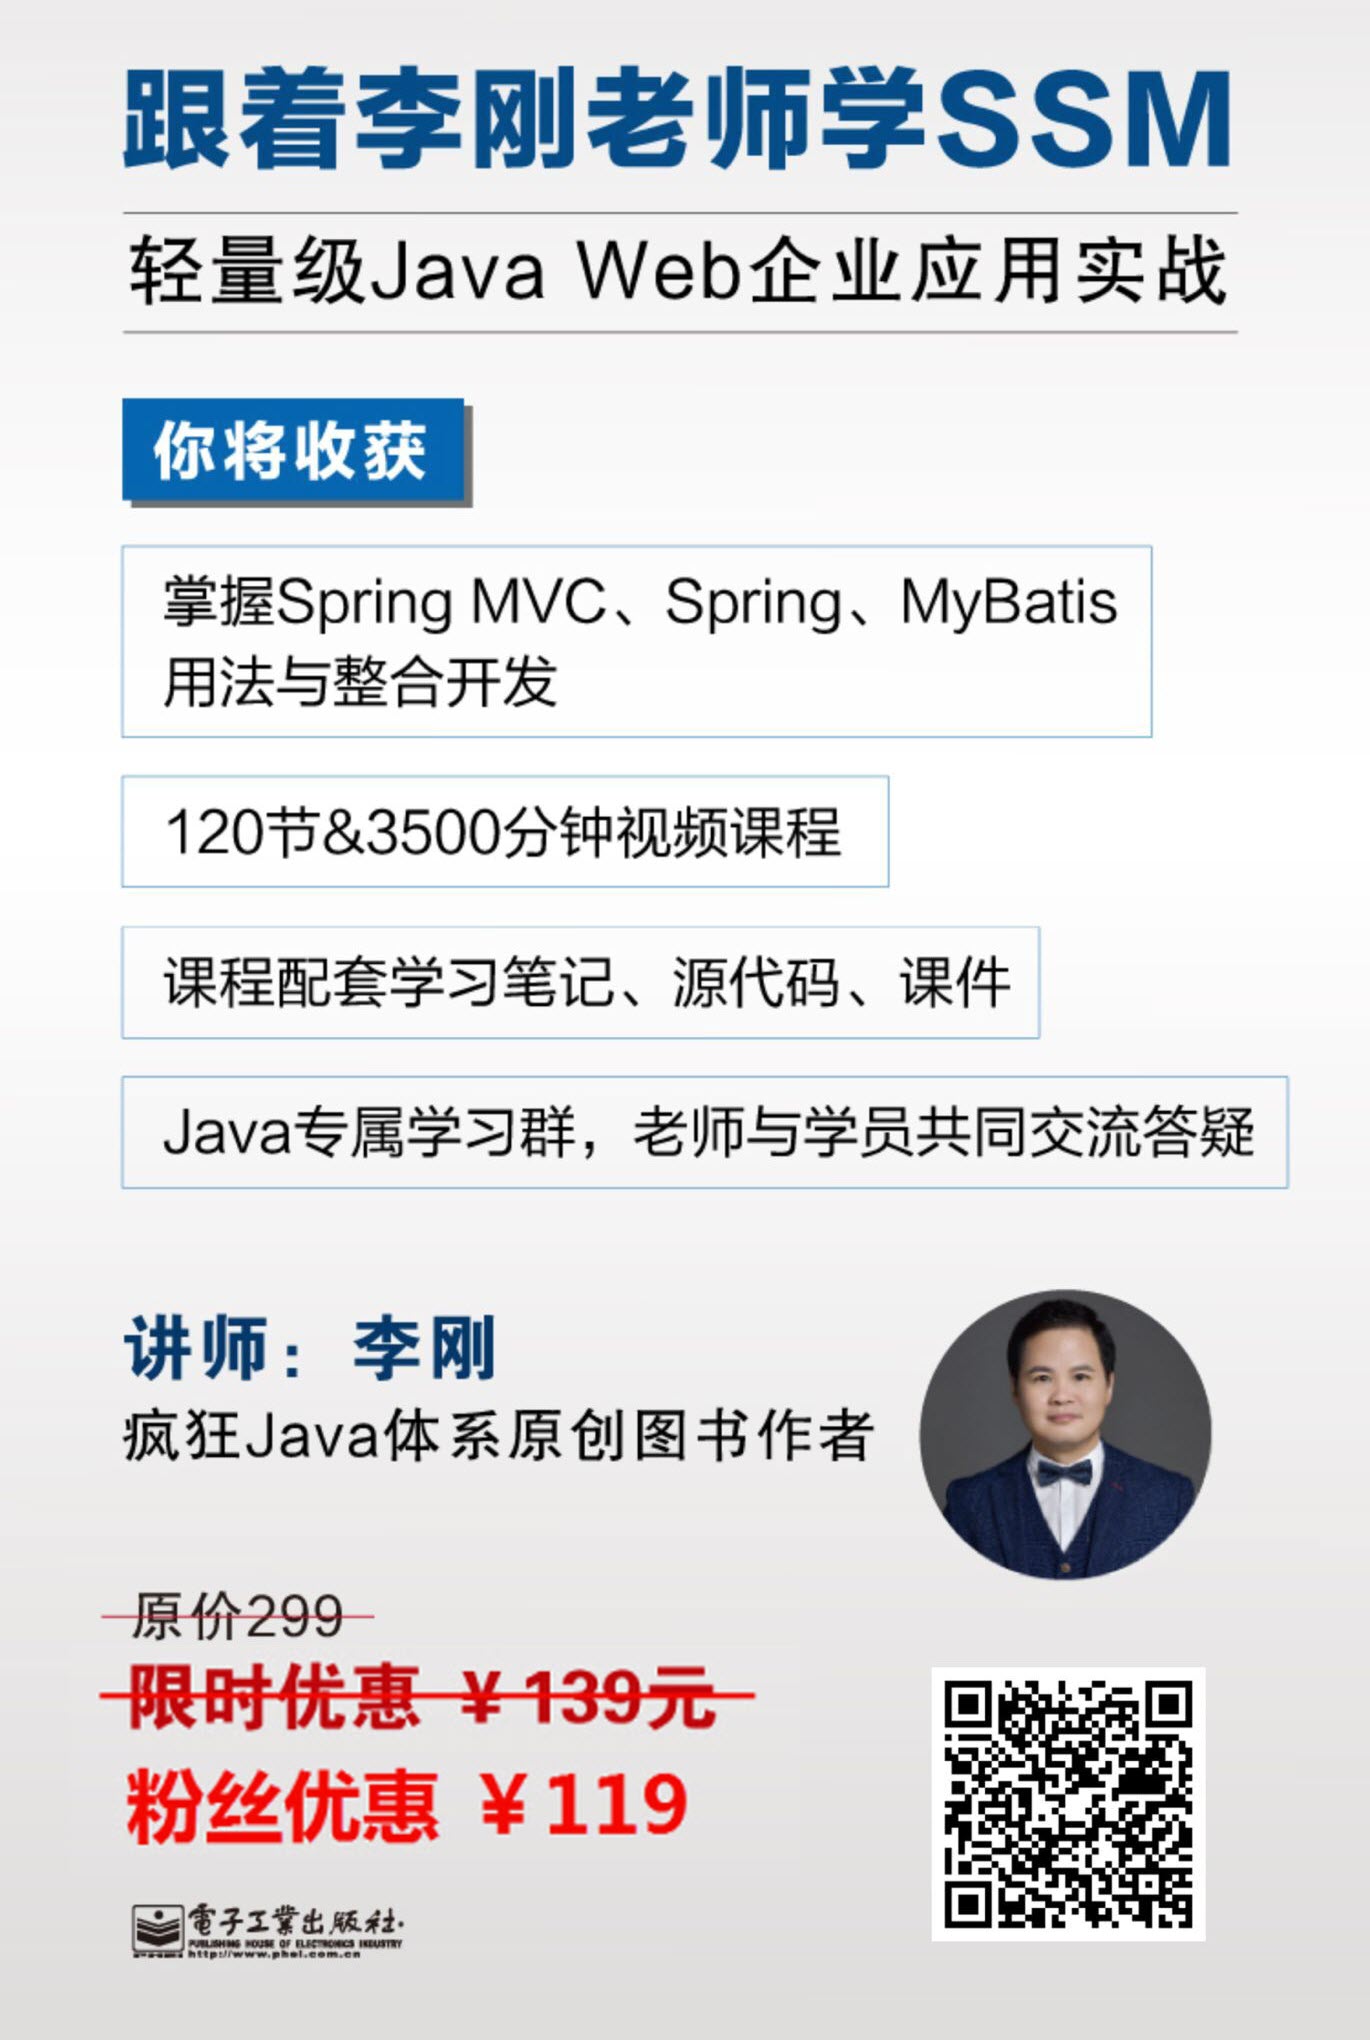 跟着李刚老师学SSM
轻量级Java Web企业应用实战
你将收获
掌握Spring MVC、Spring、MyBatis
用法与整合开发
120节&3500分钟视频课程
课程配套学习笔记、源代码、课件
Java专属学习群，老师与学员共同交流答疑
讲师：李刚
疯狂Java体系原创图书作者
原价299
限时优惠 ￥139元
粉丝优惠 ￥119
電子工業出版社
PUBLISHING HOUSE OF ELECTRONICS INDUSTRY
http://www.phei.com.cn